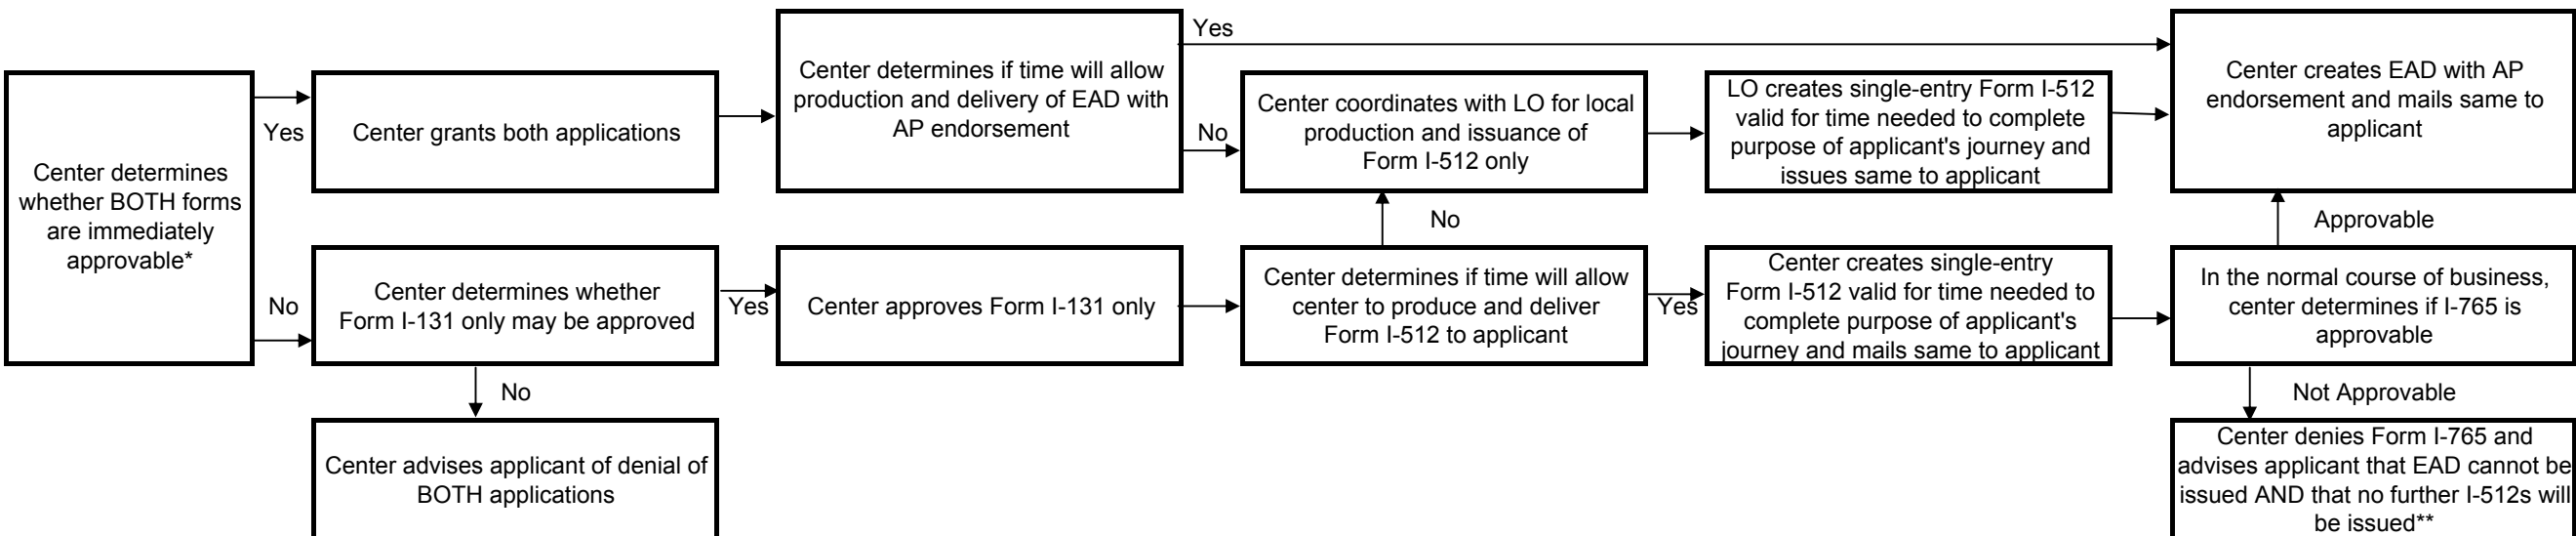 Center determines
whether BOTH forms
are immediately
approvable*
Yes
No
Center grants both applications
Center determines whether
Form I-131 only may be approved
No
Center advises applicant of denial of
BOTH applications
Yes
Center determines if time will allow
production and delivery of EAD with
AP endorsement
Center approves Form I-131 only
Yes
No
Center coordinates with LO for local
production and issuance of
Form I-512 only
No
Center determines if time will allow
center to produce and deliver
Form I-512 to applicant
Yes
LO creates single-entry Form I-512
valid for time needed to complete
purpose of applicant's journey and
issues same to applicant
Center creates single-entry
Form I-512 valid for time needed to
complete purpose of applicant's
journey and mails same to applicant
Center creates EAD with AP
endorsement and mails same to
applicant
Approvable
In the normal course of business,
center determines if I-765 is
approvable
Not Approvable
Center denies Form I-765 and
advises applicant that EAD cannot be
issued AND that no further I-512s will
be issued**